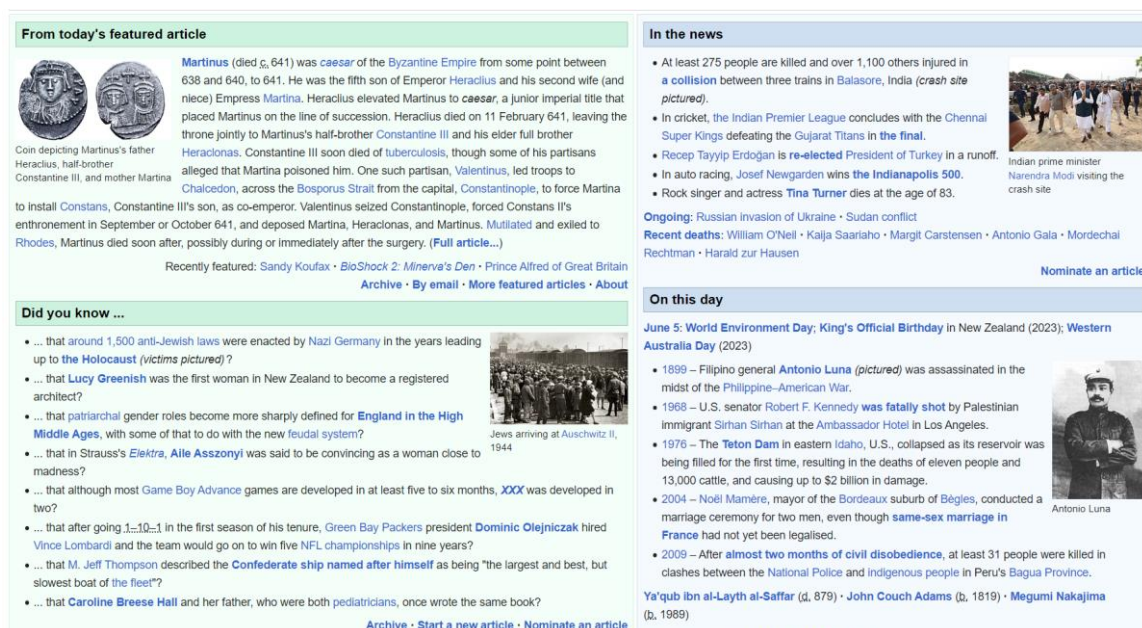 From today's featured article
Martinus (died c. 641) was caesar of the Byzantine Empire from some point between
638 and 640, to 641. He was the fifth son of Emperor Heraclius and his second wife (and
niece) Empress Martina. Heraclius elevated Martinus to caesar, a junior imperial title that
placed Martinus on the line of succession. Heraclius died on 11 February 641, leaving the
throne jointly to Martinus's half-brother Constantine III and his elder full brother
Heraclonas. Constantine III soon died of tuberculosis, though some of his partisans
alleged that Martina poisoned him. One such partisan, Valentinus, led troops to
Chalcedon, across the Bosporus Strait from the capital, Constantinople, to force Martina
to install Constans, Constantine III's son, as co-emperor. Valentinus seized Constantinople, forced Constans II's
enthronement in September or October 641, and deposed Martina, Heraclonas, and Martinus. Mutilated and exiled to
Rhodes, Martinus died soon after, possibly during or immediately after the surgery. (Full article...)
Coin depicting Martinus's father
Heraclius, half-brother
Constantine III, and mother Martina
Recently featured: Sandy Koufax · BioShock 2: Minerva's Den · Prince Alfred of Great Britain
Archive · By email · More featured articles · About
Did you know ...
• ... that around 1,500 anti-Jewish laws were enacted by Nazi Germany in the years leading
up to the Holocaust (victims pictured)?
• ... that Lucy Greenish was the first woman in New Zealand to become a registered
architect?
• ... that patriarchal gender roles become more sharply defined for England in the High
Middle Ages, with some of that to do with the new feudal system?
• ... that in Strauss's Elektra, Aile Asszonyi was said to be convincing as a woman close to
madness?
• ... that although most Game Boy Advance games are developed in at least five to six months, XXX was developed in
two?
• ... that after going 1–10–1 in the first season of his tenure, Green Bay Packers president Dominic Olejniczak hired
Vince Lombardi and the team would go on to win five NFL championships in nine years?
• ... that M. Jeff Thompson described the Confederate ship named after himself as being "the largest and best, but
slowest boat of the fleet"?
• ... that Caroline Breese Hall and her father, who were both pediatricians, once wrote the same book?
Jews arriving at Auschwitz II,
1944
Archive · Start a new article · Nominate an article
In the news
• At least 275 people are killed and over 1,100 others injured in
a collision between three trains in Balasore, India (crash site
pictured).
• In cricket, the Indian Premier League concludes with the Chennai
Super Kings defeating the Gujarat Titans in the final.
• Recep Tayyip Erdoğan is re-elected President of Turkey in a runoff.
• In auto racing, Josef Newgarden wins the Indianapolis 500.
• Rock singer and actress Tina Turner dies at the age of 83.
Indian prime minister
Narendra Modi visiting the
crash site
Ongoing: Russian invasion of Ukraine · Sudan conflict
Recent deaths: William O'Neil · Kaija Saariaho · Margit Carstensen · Antonio Gala · Mordechai
Rechtman · Harald zur Hausen
Nominate an article
On this day
June 5: World Environment Day; King's Official Birthday in New Zealand (2023); Western
Australia Day (2023)
• 1899 – Filipino general Antonio Luna (pictured) was assassinated in the
midst of the Philippine–American War.
• 1968 – U.S. senator Robert F. Kennedy was fatally shot by Palestinian
immigrant Sirhan Sirhan at the Ambassador Hotel in Los Angeles.
• 1976 – The Teton Dam in eastern Idaho, U.S., collapsed as its reservoir was
being filled for the first time, resulting in the deaths of eleven people and
13,000 cattle, and causing up to $2 billion in damage.
• 2004 – Noël Mamère, mayor of the Bordeaux suburb of Bègles, conducted a
marriage ceremony for two men, even though same-sex marriage in
France had not yet been legalised.
• 2009 – After almost two months of civil disobedience, at least 31 people were killed in
clashes between the National Police and indigenous people in Peru's Bagua Province.
Antonio Luna
Ya'qub ibn al-Layth al-Saffar (d. 879) · John Couch Adams (b. 1819) · Megumi Nakajima
(b. 1989)